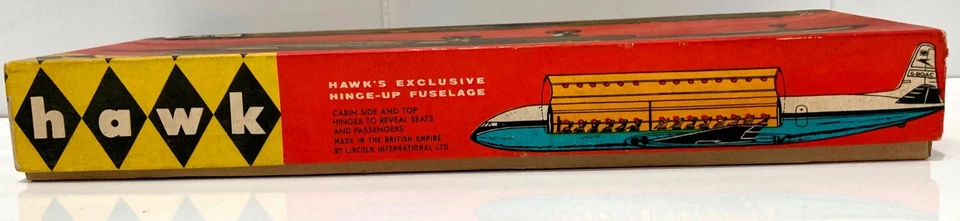 hawk
HAWK'S EXCLUSIVE
HINGE-UP FUSELAGE
CABIN SIDE AND TOP
HINGES TO REVEAL SEATS
AND PASSENGERS
MADE IN THE BRITISH EMPIRE
BY LINCOLN INTERNATIONAL LTD
G-BOAC